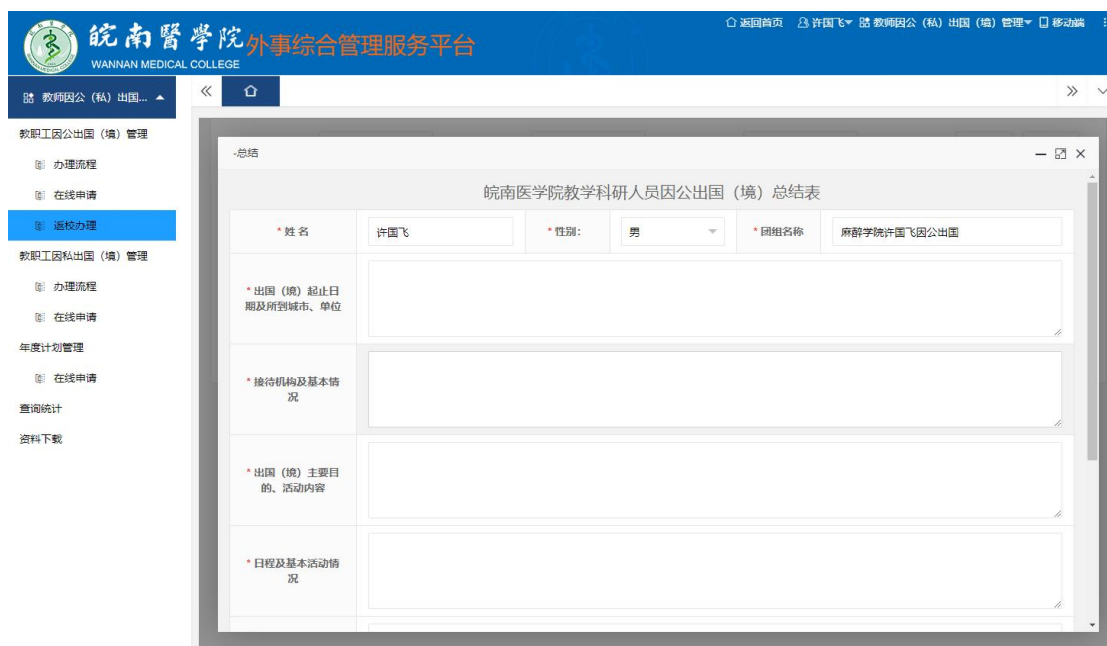 返回首页 许国飞 教师因公（私）出国（境）管理 移动端
皖南醫學院 外事综合管理服务平台
WANNAN MEDICAL COLLEGE
教师因公（私）出国...
教职工因公出国（境）管理
办理流程
在线申请
返校办理
教职工因私出国（境）管理
办理流程
在线申请
年度计划管理
在线申请
查询统计
资料下载
-总结
皖南医学院教学科研人员因公出国（境）总结表
*姓名 许国飞 *性别： 男 *团组名称 麻醉学院许国飞因公出国
*出国（境）起止日
期及所到城市、单位
*接待机构及基本情
况
*出国（境）主要目
的、活动内容
*日程及基本活动情
况